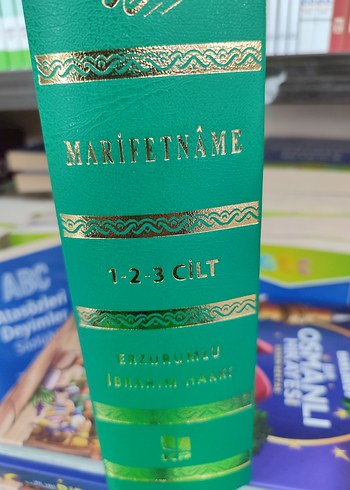 MARİFETNÂME
1-2-3 CİLT
ERZURUMLU
İBRAHİM HAKKI
ABC
Atasözleri
Deyimler
OSMANLI
HİKAYESİ